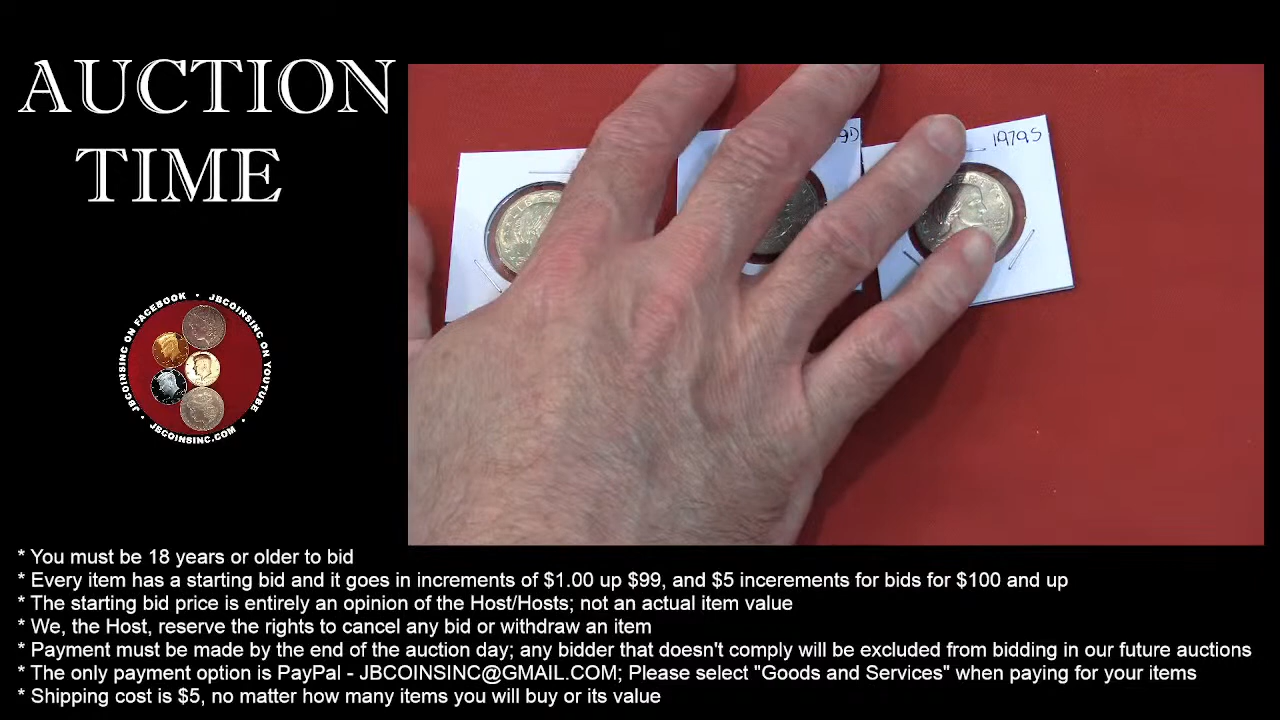 AUCTION
TIME
9D
1979S
JBCOINSINC ON FACEBOOK • JBCOINSINC ON YOUTUBE • JBCOINSINC.COM •
* You must be 18 years or older to bid
* Every item has a starting bid and it goes in increments of $1.00 up $99, and $5 incerements for bids for $100 and up
* The starting bid price is entirely an opinion of the Host/Hosts; not an actual item value
* We, the Host, reserve the rights to cancel any bid or withdraw an item
* Payment must be made by the end of the auction day; any bidder that doesn't comply will be excluded from bidding in our future auctions
* The only payment option is PayPal - JBCOINSINC@GMAIL.COM; Please select "Goods and Services" when paying for your items
* Shipping cost is $5, no matter how many items you will buy or its value